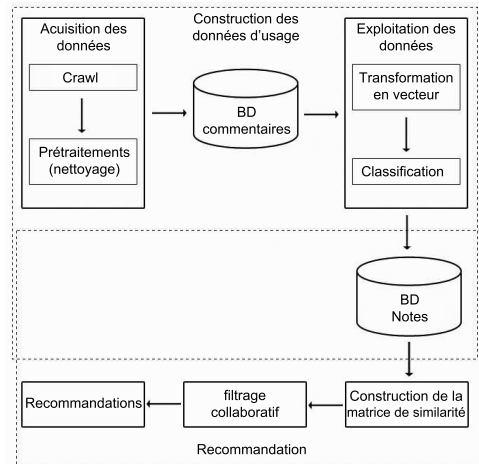 Acuisition des
données
Crawl
Prétraitements
(nettoyage)
Construction des
données d'usage
BD
commentaires
Exploitation des
données
Transformation
en vecteur
Classification
BD
Notes
Construction de la
matrice de similarité
filtrage
collaboratif
Recommandations
Recommandation